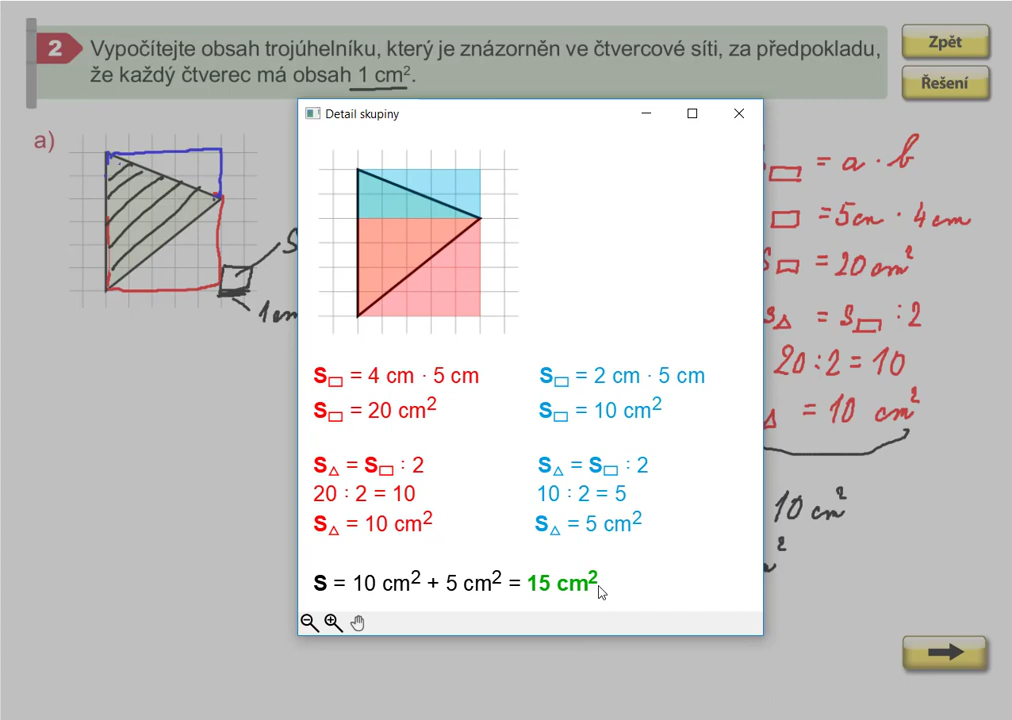 2 Vypočítejte obsah trojúhelníku, který je znázorněn ve čtvercové síti, za předpokladu,
že každý čtverec má obsah 1 cm².
Zpět
Řešení
a)
S
1cm
Detail skupiny
S▭ = 4 cm · 5 cm
S▭ = 20 cm²
S△ = S▭ : 2
20 : 2 = 10
S△ = 10 cm²
S▭ = 2 cm · 5 cm
S▭ = 10 cm²
S△ = S▭ : 2
10 : 2 = 5
S△ = 5 cm²
S = 10 cm² + 5 cm² = 15 cm²
S▭ = a · b
▭ = 5cm · 4 cm
S▭ = 20 cm²
S△ = S▭ : 2
20 : 2 = 10
△ = 10 cm²
10 cm²